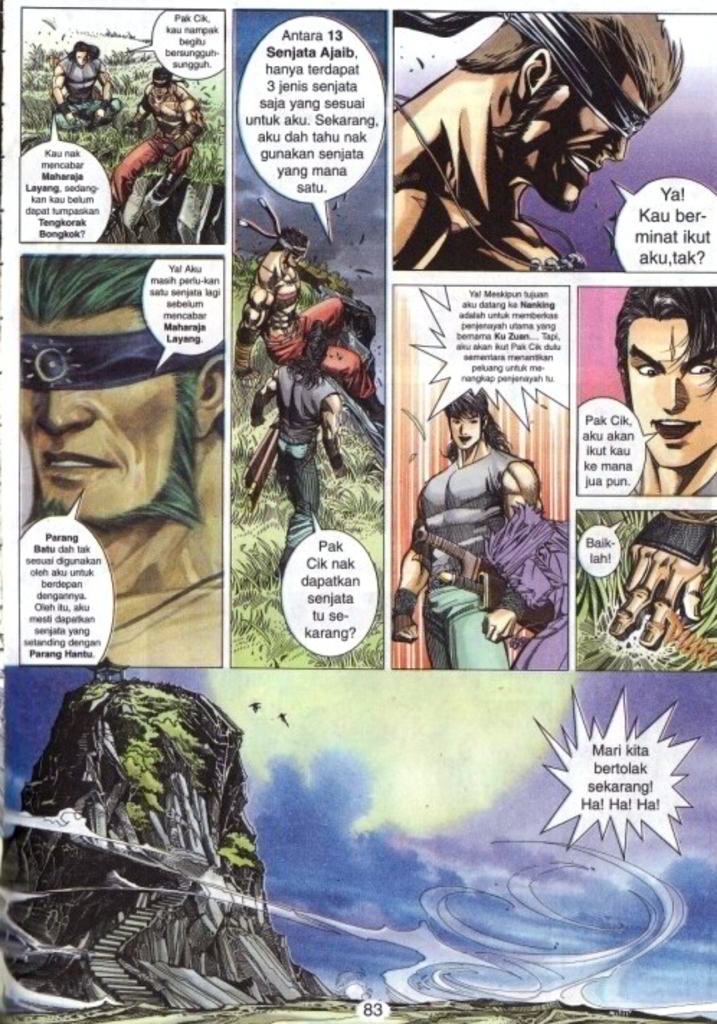 Pak Cik,
kau nampak
begitu
bersungguh-
sungguh.
Kau nak
mencabar
Maharaja
Layang, sedang-
kan kau belum
dapat tumpaskan
Tengkorak
Bongkok?
Ya! Aku
masih perlu-kan
satu senjata lagi
sebelum
mencabar
Maharaja
Layang.
Parang
Batu dah tak
sesuai digunakan
oleh aku untuk
berdepan
dengannya.
Oleh itu, aku
mesti dapatkan
senjata yang
setanding dengan
Parang Hantu.
Antara 13
Senjata Ajaib,
hanya terdapat
3 jenis senjata
saja yang sesuai
untuk aku. Sekarang,
aku dah tahu nak
gunakan senjata
yang mana
satu.
Pak
Cik nak
dapatkan
senjata
tu se-
karang?
Ya!
Kau ber-
minat ikut
aku,tak?
Ya! Meskipun tujuan
aku datang ke Nanking
adalah untuk memberkas
penjenayah utama yang
bernama Ku Zuan.... Tapi,
aku akan ikut Pak Cik dulu
sementara menantikan
peluang untuk me-
nangkap penjenayah tu.
Pak Cik,
aku akan
ikut kau
ke mana
jua pun.
Baik-
lah!
Mari kita
bertolak
sekarang!
Ha! Ha! Ha!
83